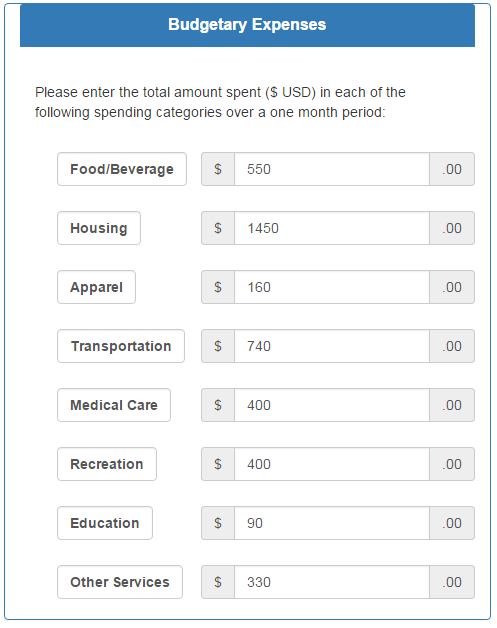 Budgetary Expenses
Please enter the total amount spent ($ USD) in each of the
following spending categories over a one month period:
Food/Beverage $ 550 .00
Housing $ 1450 .00
Apparel $ 160 .00
Transportation $ 740 .00
Medical Care $ 400 .00
Recreation $ 400 .00
Education $ 90 .00
Other Services $ 330 .00